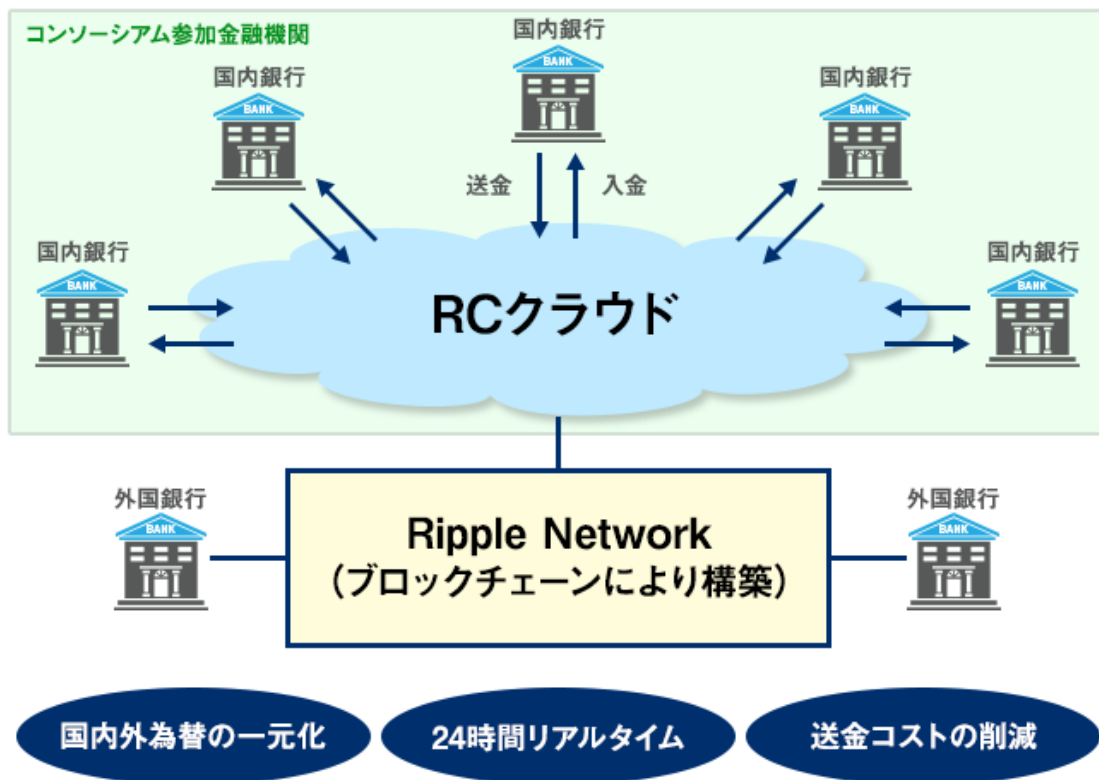 コンソーシアム参加金融機関
国内銀行
BANK
国内銀行
BANK
国内銀行
BANK
送金
入金
国内銀行
BANK
国内銀行
BANK
RCクラウド
外国銀行
BANK
外国銀行
BANK
Ripple Network
(ブロックチェーンにより構築)
国内外為替の一元化
24時間リアルタイム
送金コストの削減